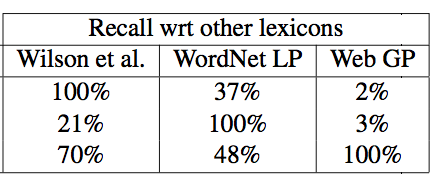 Recall wrt other lexicons
Wilson et al. WordNet LP Web GP
100% 37% 2%
21% 100% 3%
70% 48% 100%